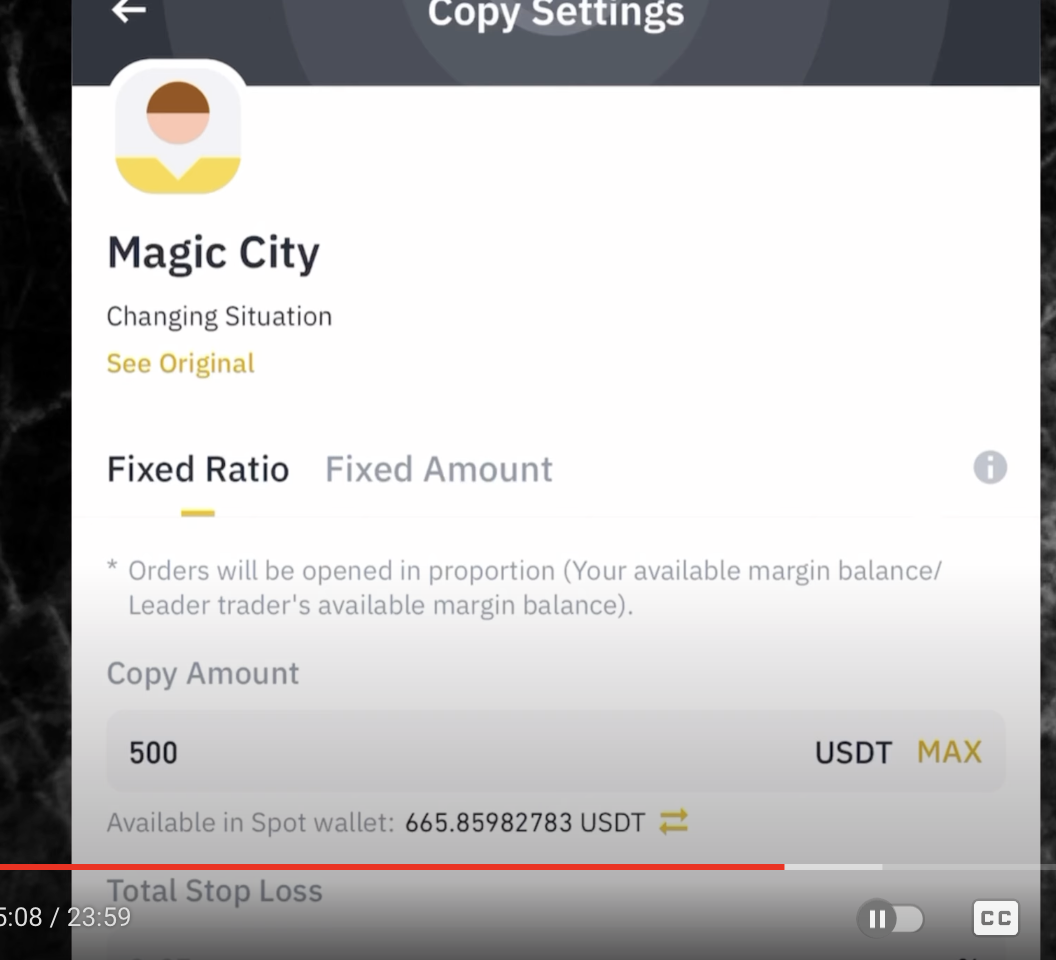 Copy Settings
Magic City
Changing Situation
See Original
Fixed Ratio Fixed Amount
* Orders will be opened in proportion (Your available margin balance/
Leader trader's available margin balance).
Copy Amount
500 USDT MAX
Available in Spot wallet: 665.85982783 USDT
Total Stop Loss
5:08 / 23:59
CC